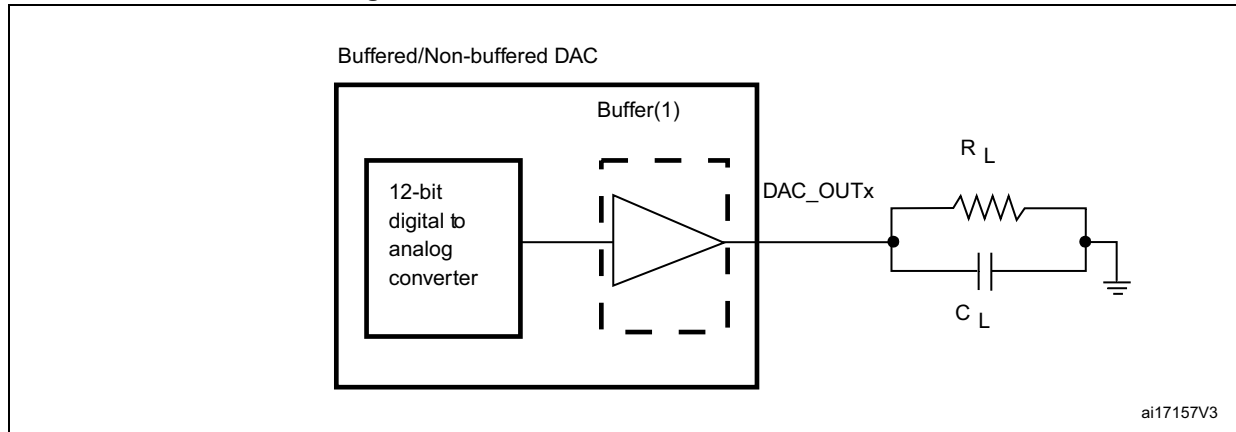 Buffered/Non-buffered DAC
Buffer(1)
12-bit
digital to
analog
converter
DAC_OUTx
R L
C L
ai17157V3